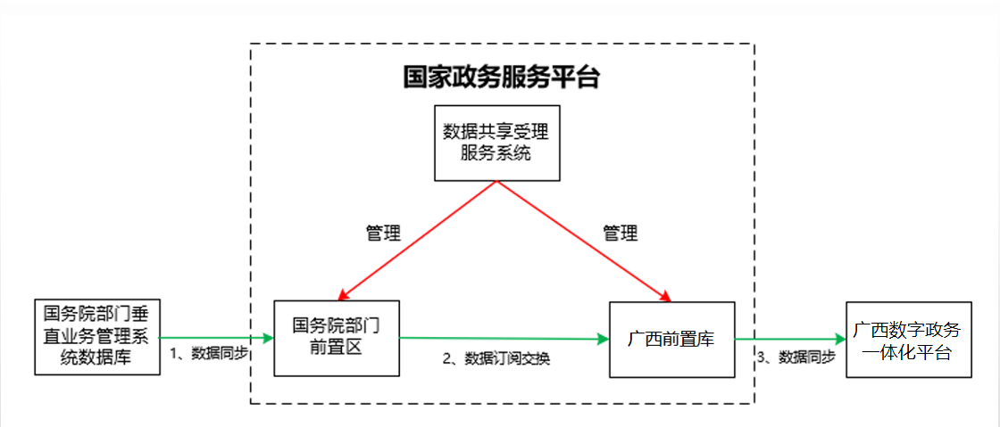 国家政务服务平台
数据共享受理
服务系统
管理
管理
国务院部门垂
直业务管理系
统数据库
1、数据同步
国务院部门
前置区
2、数据订阅交换
广西前置库
3、数据同步
广西数字政务
一体化平台